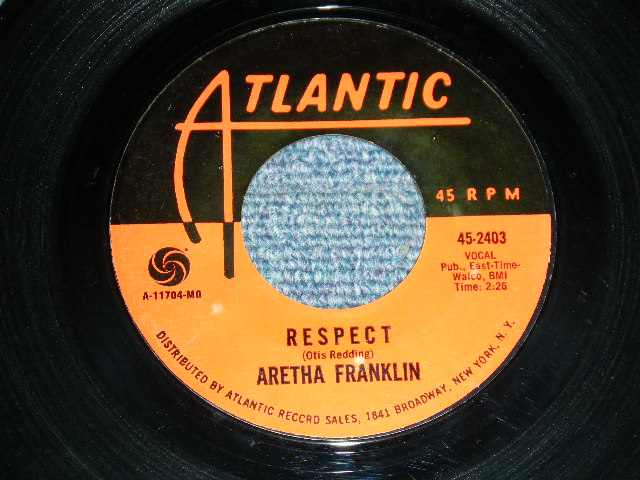 ATLANTIC
45 RPM
45-2403
VOCAL
Pub., East-Time-
Walco, BMI
Time: 2:26
A-11704-MO
RESPECT
(Otis Redding)
ARETHA FRANKLIN
DISTRIBUTED BY ATLANTIC RECORD SALES, 1841 BROADWAY, NEW YORK, N. Y.